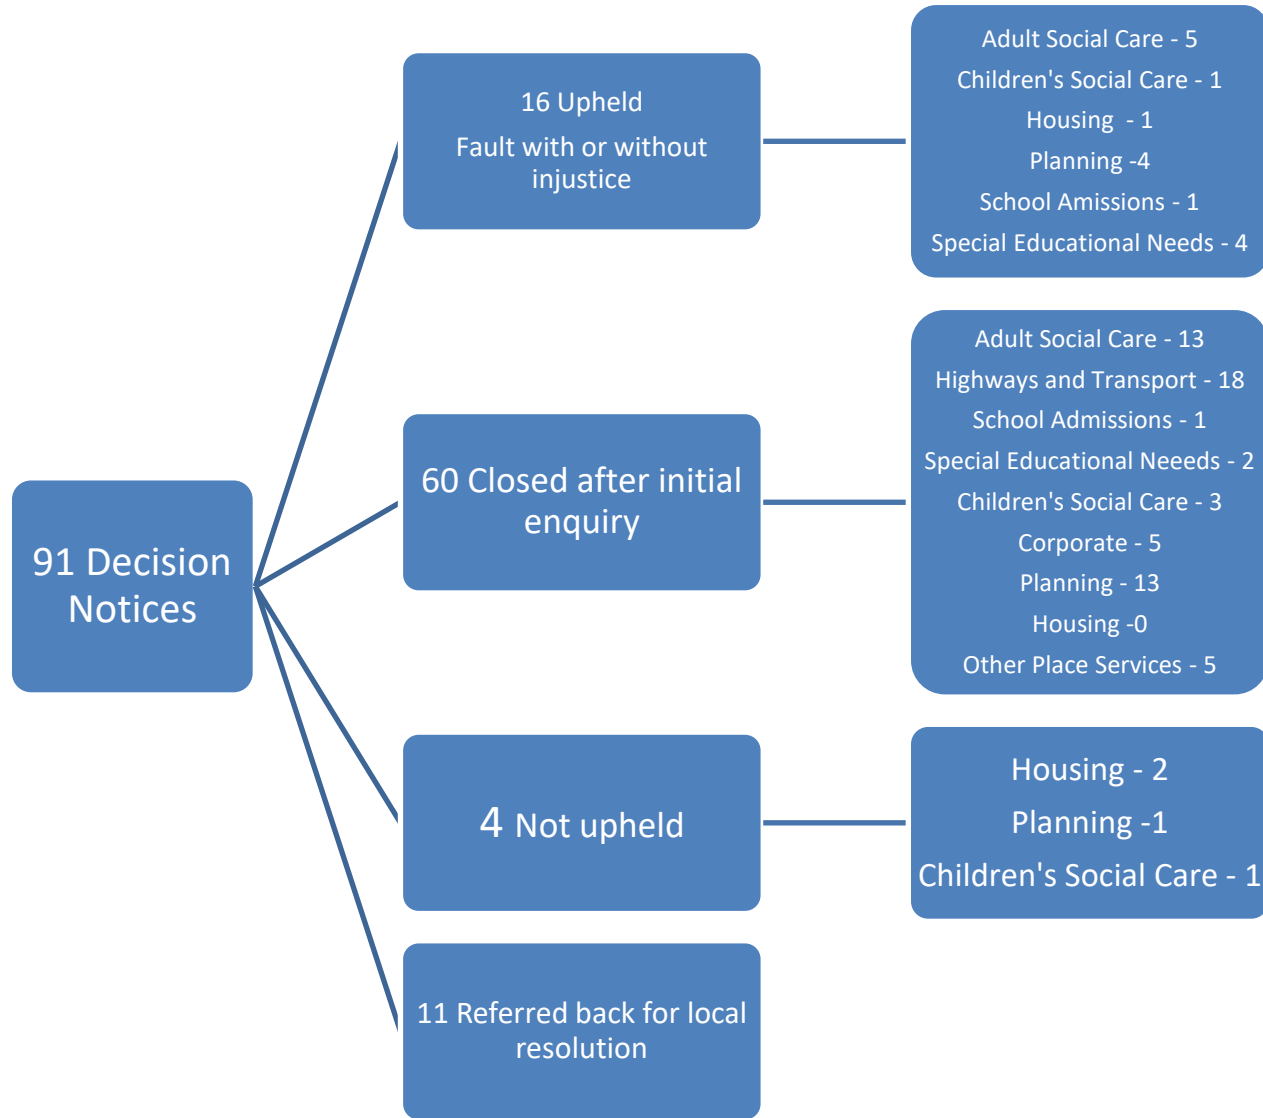 91 Decision
Notices
16 Upheld
Fault with or without
injustice
Adult Social Care - 5
Children's Social Care - 1
Housing  - 1
Planning -4
School Amissions - 1
Special Educational Needs - 4
60 Closed after initial
enquiry
Adult Social Care - 13
Highways and Transport - 18
School Admissions - 1
Special Educational Neeeds - 2
Children's Social Care - 3
Corporate - 5
Planning - 13
Housing -0
Other Place Services - 5
4 Not upheld
Housing - 2
Planning -1
Children's Social Care - 1
11 Referred back for local
resolution